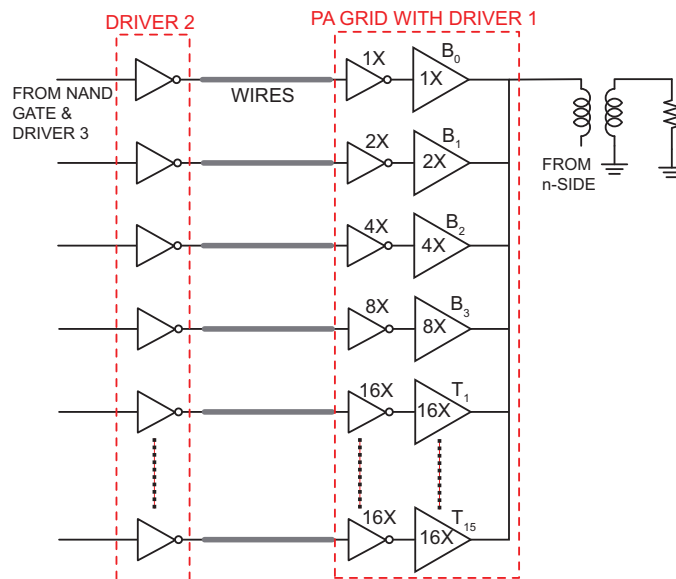 DRIVER 2
PA GRID WITH DRIVER 1
1X
B0
1X
FROM NAND
GATE &
DRIVER 3
WIRES
2X
B1
2X
FROM
n-SIDE
4X
B2
4X
8X
B3
8X
16X
T1
16X
16X
T15
16X